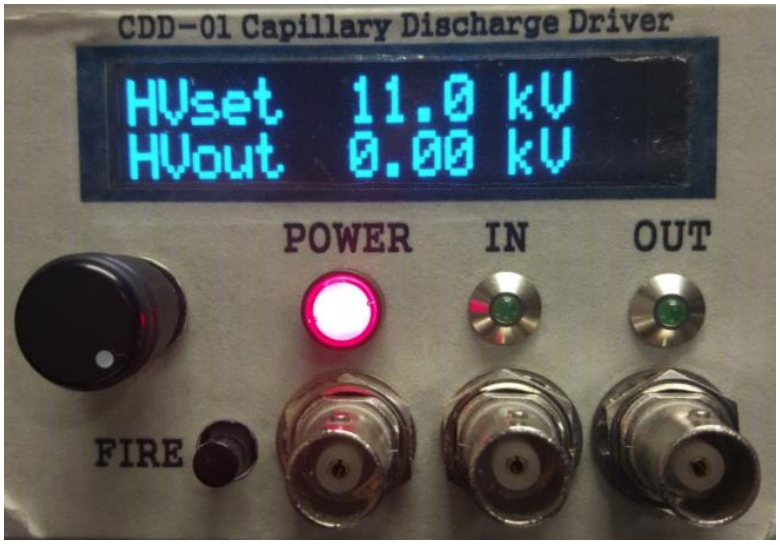 CDD-01 Capillary Discharge Driver
HVset 11.0 kV
HVout 0.00 kV
POWER IN OUT
FIRE